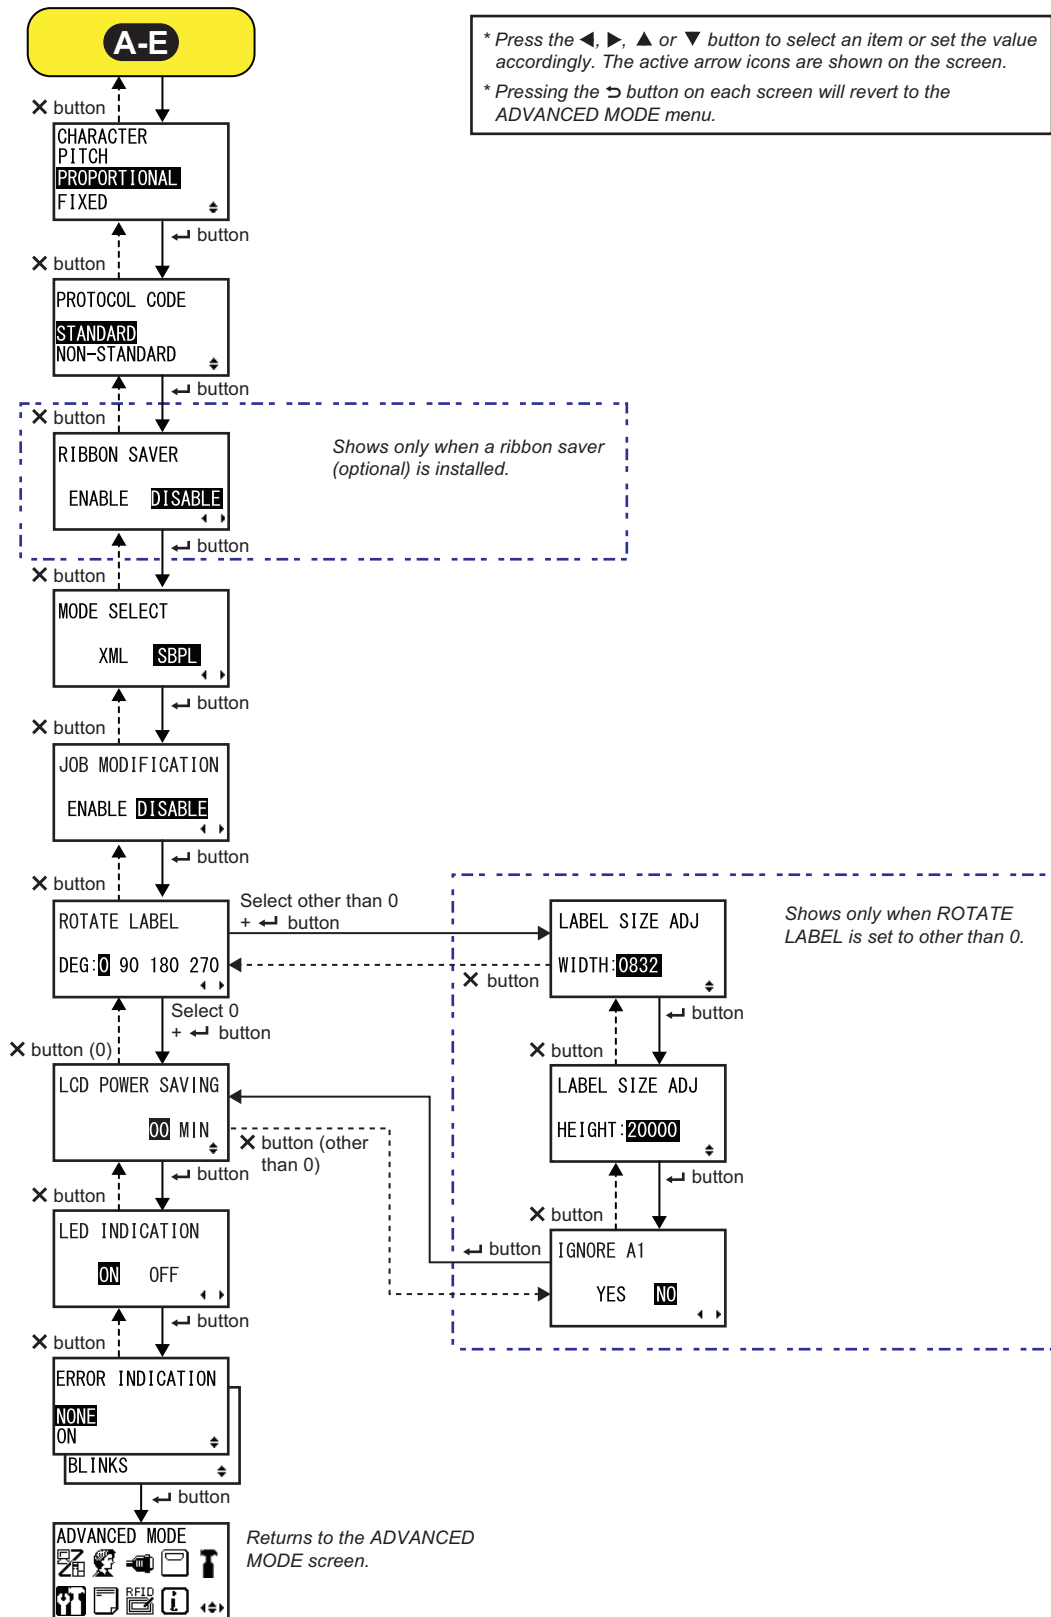 A-E
* Press the ◀, ▶, ▲ or ▼ button to select an item or set the value
accordingly. The active arrow icons are shown on the screen.
* Pressing the ⮌ button on each screen will revert to the
ADVANCED MODE menu.
✕ button
CHARACTER
PITCH
PROPORTIONAL
FIXED
↵ button
✕ button
PROTOCOL CODE
STANDARD
NON-STANDARD
↵ button
✕ button
RIBBON SAVER
ENABLE DISABLE
Shows only when a ribbon saver
(optional) is installed.
↵ button
✕ button
MODE SELECT
XML SBPL
↵ button
✕ button
JOB MODIFICATION
ENABLE DISABLE
↵ button
✕ button
ROTATE LABEL
DEG:0 90 180 270
Select other than 0
+ ↵ button
✕ button
LABEL SIZE ADJ
WIDTH:0832
Shows only when ROTATE
LABEL is set to other than 0.
↵ button
✕ button
LABEL SIZE ADJ
HEIGHT:20000
↵ button
✕ button
IGNORE A1
YES NO
↵ button
Select 0
+ ↵ button
✕ button (0)
LCD POWER SAVING
00 MIN
✕ button (other
than 0)
↵ button
✕ button
LED INDICATION
ON OFF
↵ button
✕ button
ERROR INDICATION
NONE
ON
BLINKS
↵ button
ADVANCED MODE
RFID
i
Returns to the ADVANCED
MODE screen.